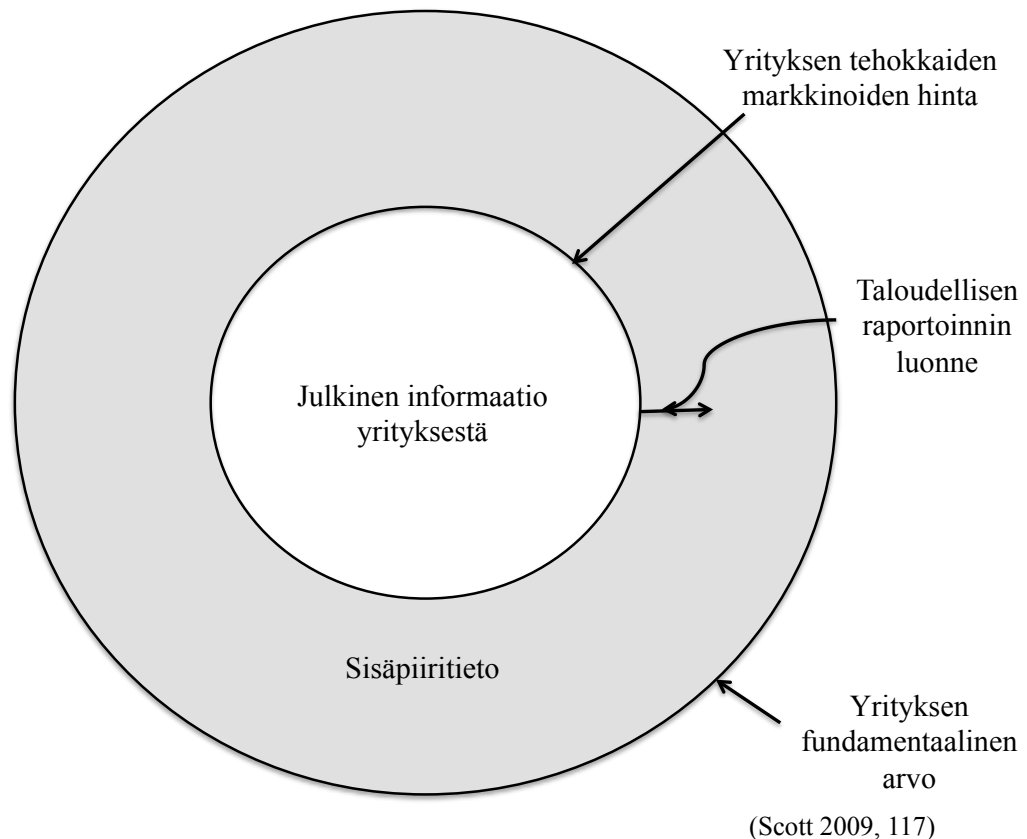 Yrityksen tehokkaiden
markkinoiden hinta
Taloudellisen
raportoinnin
luonne
Julkinen informaatio
yrityksestä
Sisäpiiritieto
Yrityksen
fundamentaalinen
arvo
(Scott 2009, 117)